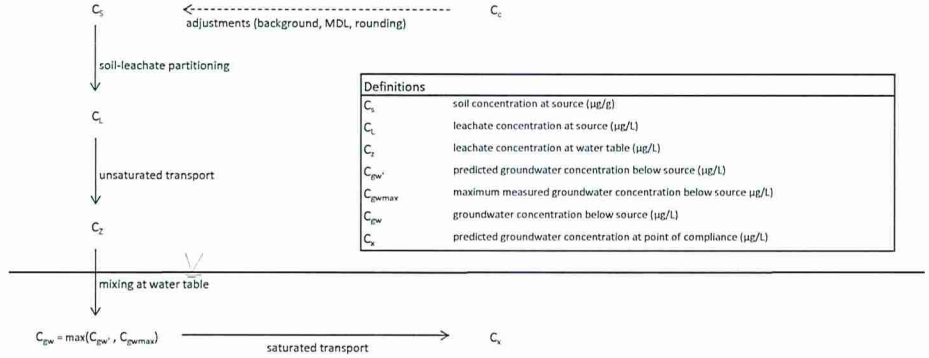 Cs Cc
adjustments (background, MDL, rounding)
soil-leachate partitioning
CL
unsaturated transport
Cz
mixing at water table
Cgw = max(Cgw' , Cgwmax)
saturated transport
Cx
Definitions
Cs soil concentration at source (µg/g)
CL leachate concentration at source (µg/L)
Cz leachate concentration at water table (µg/L)
Cgw' predicted groundwater concentration below source (µg/L)
Cgwmax maximum measured groundwater concentration below source µg/L)
Cgw groundwater concentration below source (µg/L)
Cx predicted groundwater concentration at point of compliance (µg/L)